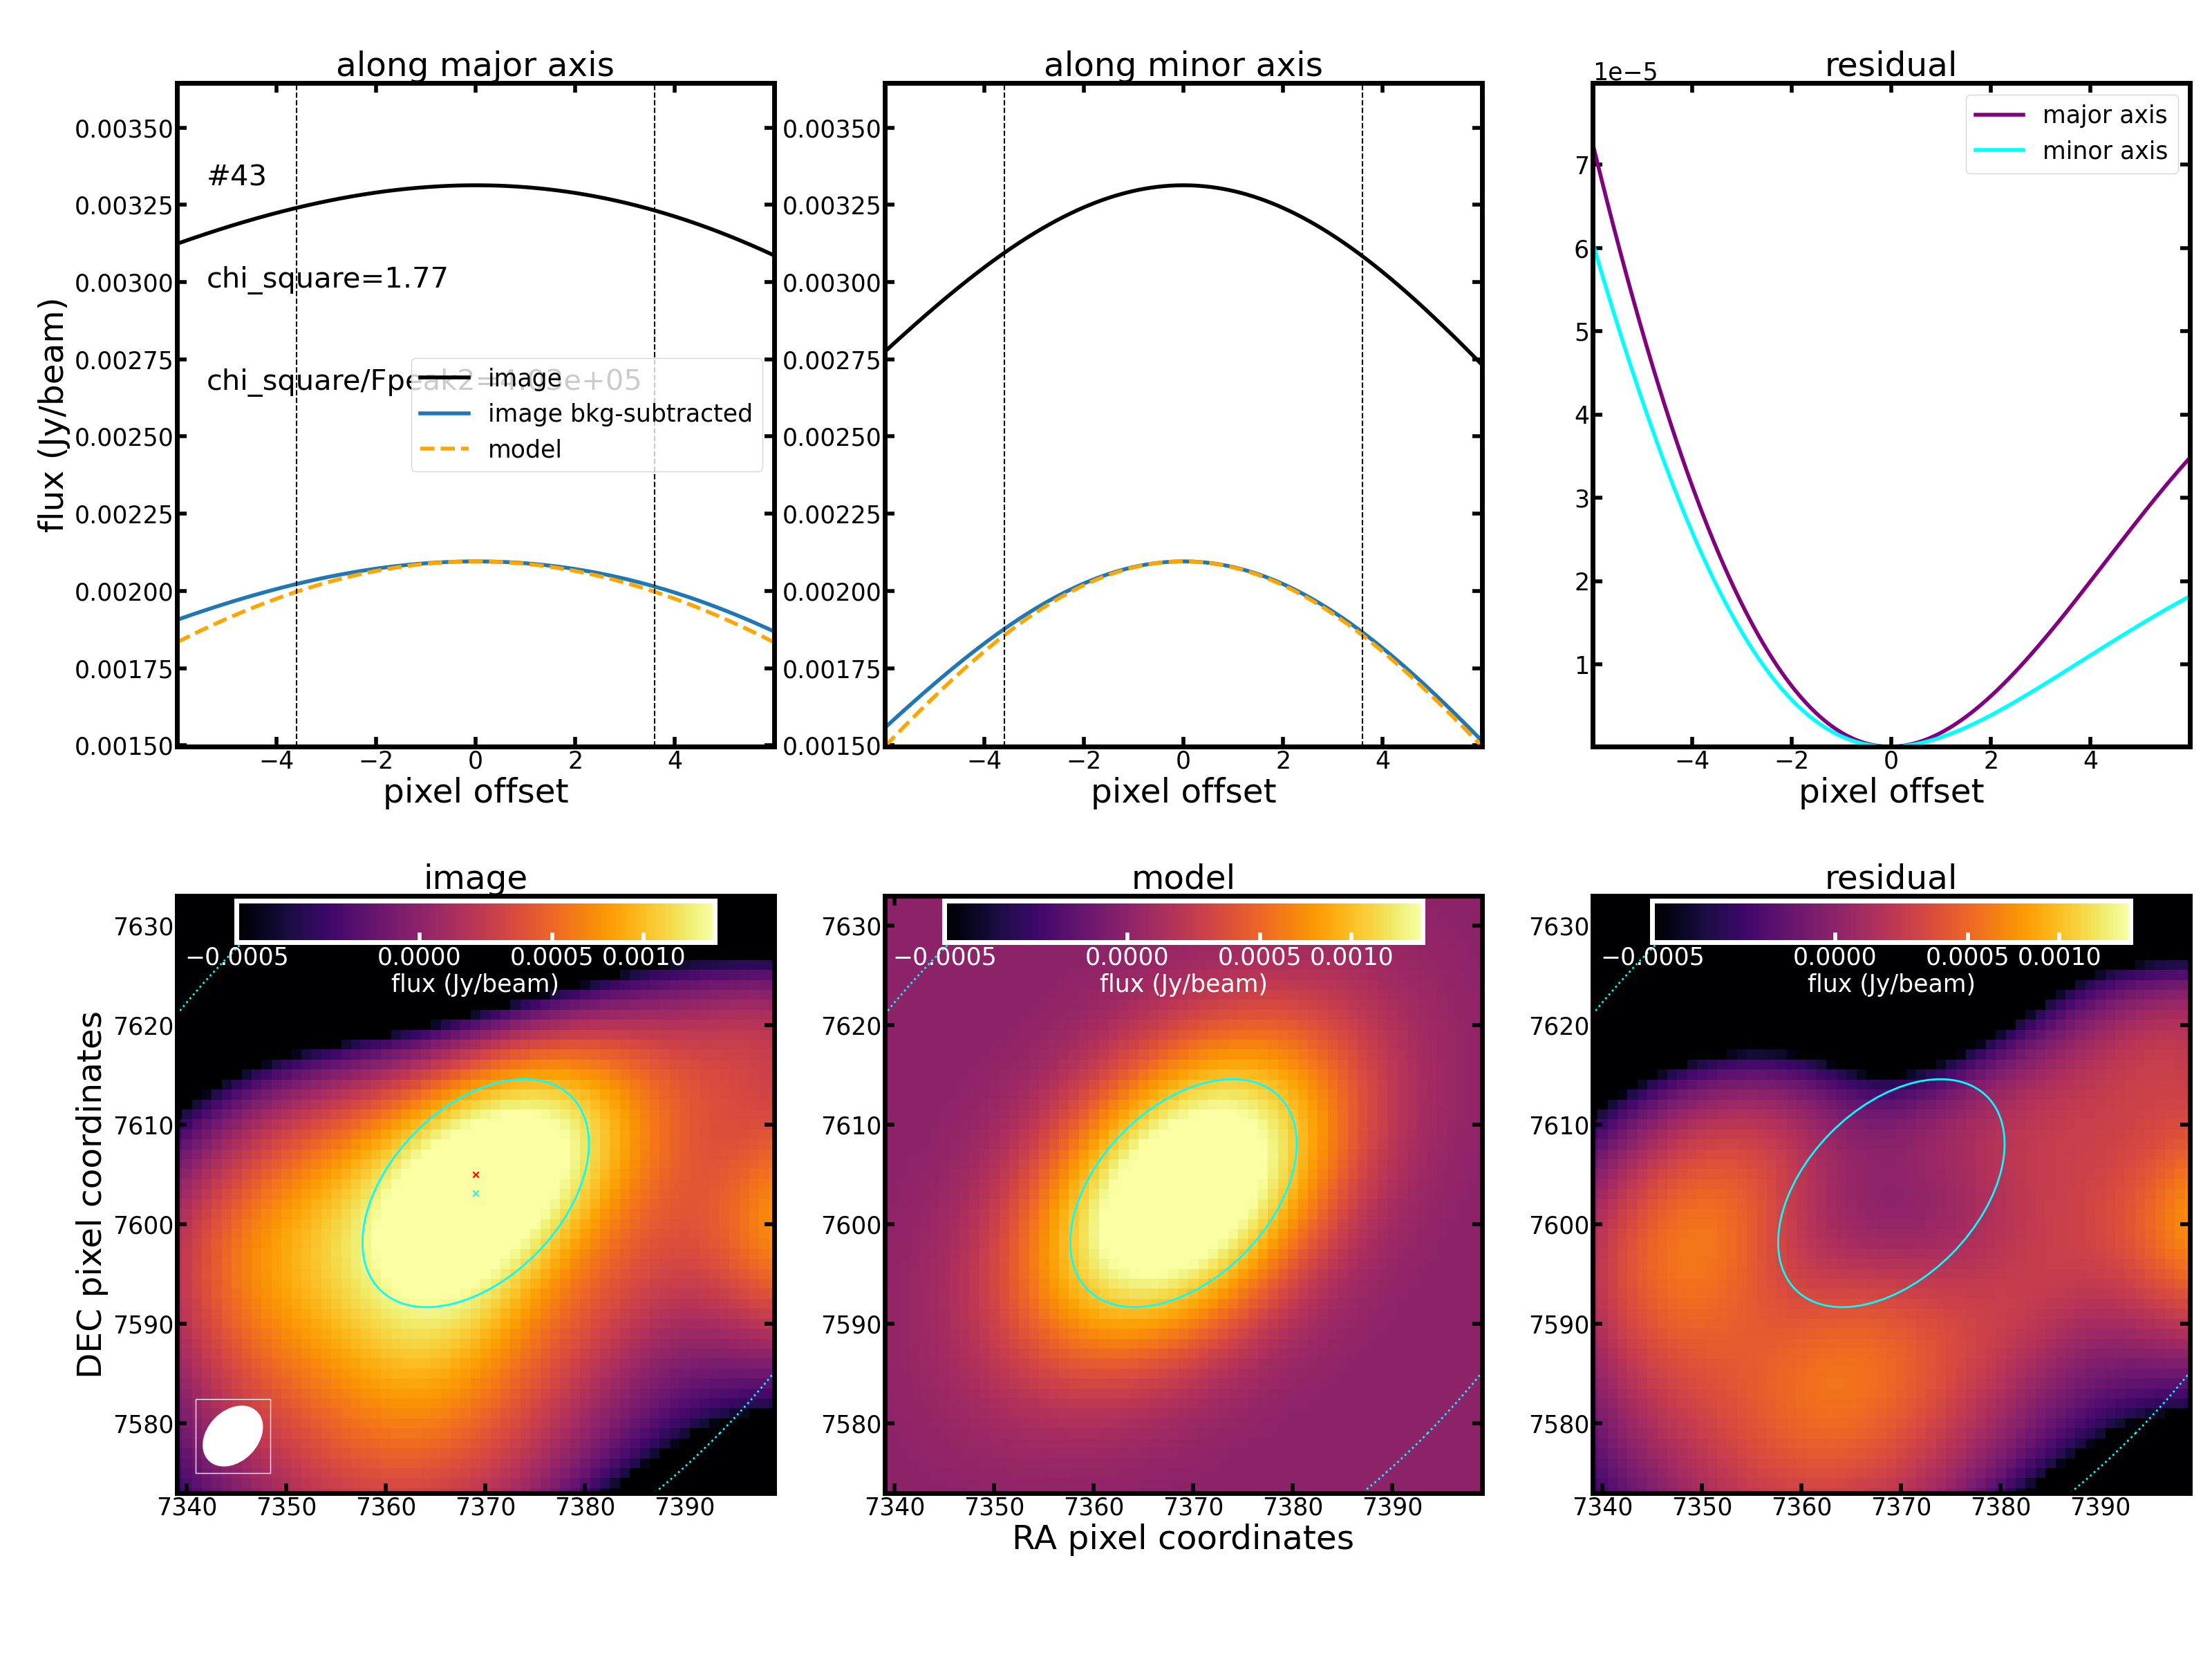 along major axis
along minor axis
residual
1e−5
0.00350
0.00325
0.00300
0.00275
0.00250
0.00225
0.00200
0.00175
0.00150
flux (Jy/beam)
#43
chi_square=1.77
image
image bkg-subtracted
model
−4 −2 0 2 4
pixel offset
0.00350
0.00325
0.00300
0.00275
0.00250
0.00225
0.00200
0.00175
0.00150
−4 −2 0 2 4
pixel offset
major axis
minor axis
7
6
5
4
3
2
1
−4 −2 0 2 4
pixel offset
image
model
residual
−0.0005 0.0000 0.0005 0.0010
flux (Jy/beam)
7630
7620
7610
7600
7590
7580
DEC pixel coordinates
7340 7350 7360 7370 7380 7390
−0.0005 0.0000 0.0005 0.0010
flux (Jy/beam)
7630
7620
7610
7600
7590
7580
7340 7350 7360 7370 7380 7390
RA pixel coordinates
−0.0005 0.0000 0.0005 0.0010
flux (Jy/beam)
7630
7620
7610
7600
7590
7580
7340 7350 7360 7370 7380 7390